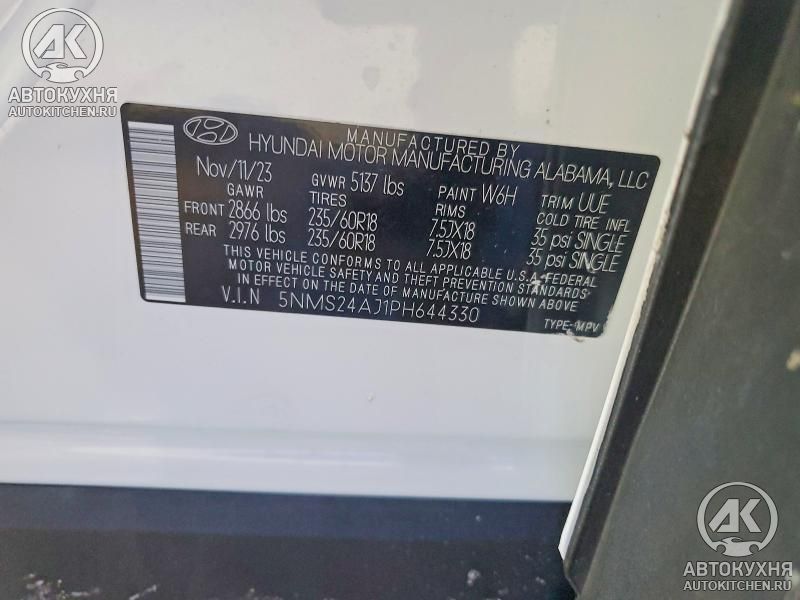 AK
АВТОКУХНЯ
AUTOKITCHEN.RU
MANUFACTURED BY
HYUNDAI MOTOR MANUFACTURING ALABAMA, LLC
Nov/11/23 GVWR 5137 lbs PAINT W6H TRIM UUE
GAWR TIRES RIMS COLD TIRE INFL
FRONT 2866 lbs 235/60R18 7.5JX18 35 psi SINGLE
REAR 2976 lbs 235/60R18 7.5JX18 35 psi SINGLE
THIS VEHICLE CONFORMS TO ALL APPLICABLE U.S.A FEDERAL
MOTOR VEHICLE SAFETY AND THEFT PREVENTION STANDARDS
IN EFFECT ON THE DATE OF MANUFACTURE SHOWN ABOVE
V.I.N 5NMS24AJ1PH644330
TYPE-MPV
AK
АВТОКУХНЯ
AUTOKITCHEN.RU